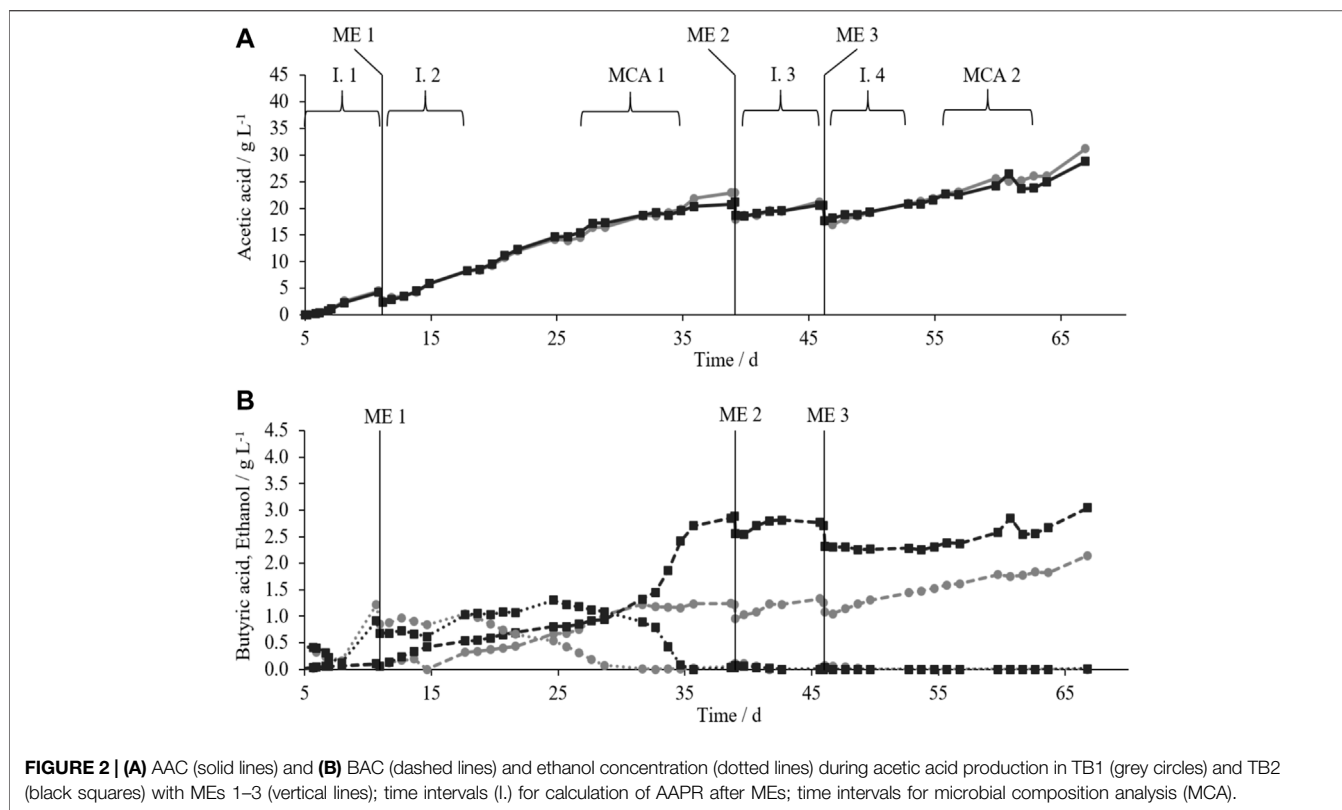 A
ME 1
ME 2
ME 3
I. 1
I. 2
MCA 1
I. 3
I. 4
MCA 2
45
40
35
30
25
20
15
10
5
0
Acetic acid / g L⁻¹
5
15
25
35
45
55
65
Time / d
B
ME 1
ME 2
ME 3
4.5
4.0
3.5
3.0
2.5
2.0
1.5
1.0
0.5
0.0
Butyric acid, Ethanol / g L⁻¹
5
15
25
35
45
55
65
Time / d
FIGURE 2 | (A) AAC (solid lines) and (B) BAC (dashed lines) and ethanol concentration (dotted lines) during acetic acid production in TB1 (grey circles) and TB2
(black squares) with MEs 1–3 (vertical lines); time intervals (I.) for calculation of AAPR after MEs; time intervals for microbial composition analysis (MCA).